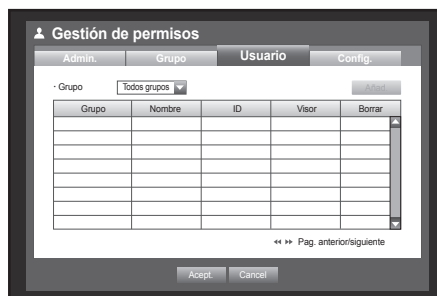 Gestión de permisos
Admin. Grupo Usuario Config.
· Grupo Todos grupos Añad.
Grupo Nombre ID Visor Borrar
Pag. anterior/siguiente
Acept. Cancel